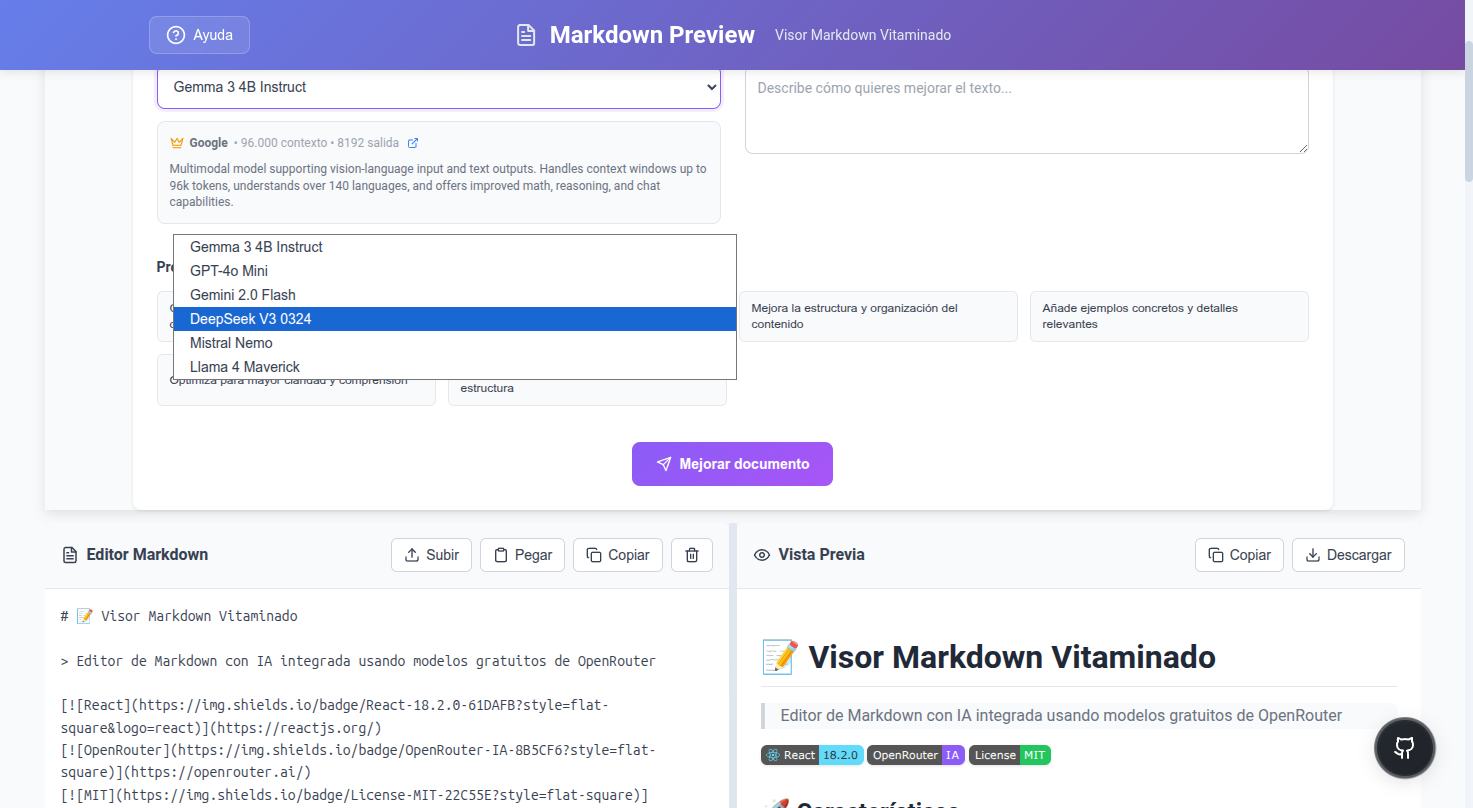 Ayuda
Markdown Preview
Visor Markdown Vitaminado
Gemma 3 4B Instruct
Describe cómo quieres mejorar el texto...
Google • 96.000 contexto • 8192 salida
Multimodal model supporting vision-language input and text outputs. Handles context windows up to
96k tokens, understands over 140 languages, and offers improved math, reasoning, and chat
capabilities.
Gemma 3 4B Instruct
GPT-4o Mini
Gemini 2.0 Flash
DeepSeek V3 0324
Mistral Nemo
Llama 4 Maverick
Mejora la estructura y organización del
contenido
Añade ejemplos concretos y detalles
relevantes
Optimiza para mayor claridad y comprensión
estructura
Mejorar documento
Editor Markdown
Subir
Pegar
Copiar
Vista Previa
Copiar
Descargar
# 📝 Visor Markdown Vitaminado
> Editor de Markdown con IA integrada usando modelos gratuitos de OpenRouter
[![React](https://img.shields.io/badge/React-18.2.0-61DAFB?style=flat-
square&logo=react)](https://reactjs.org/)
[![OpenRouter](https://img.shields.io/badge/OpenRouter-IA-8B5CF6?style=flat-
square)](https://openrouter.ai/)
[![MIT](https://img.shields.io/badge/License-MIT-22C55E?style=flat-square)]
📝 Visor Markdown Vitaminado
Editor de Markdown con IA integrada usando modelos gratuitos de OpenRouter
React 18.2.0 OpenRouter IA License MIT
🚀 Características